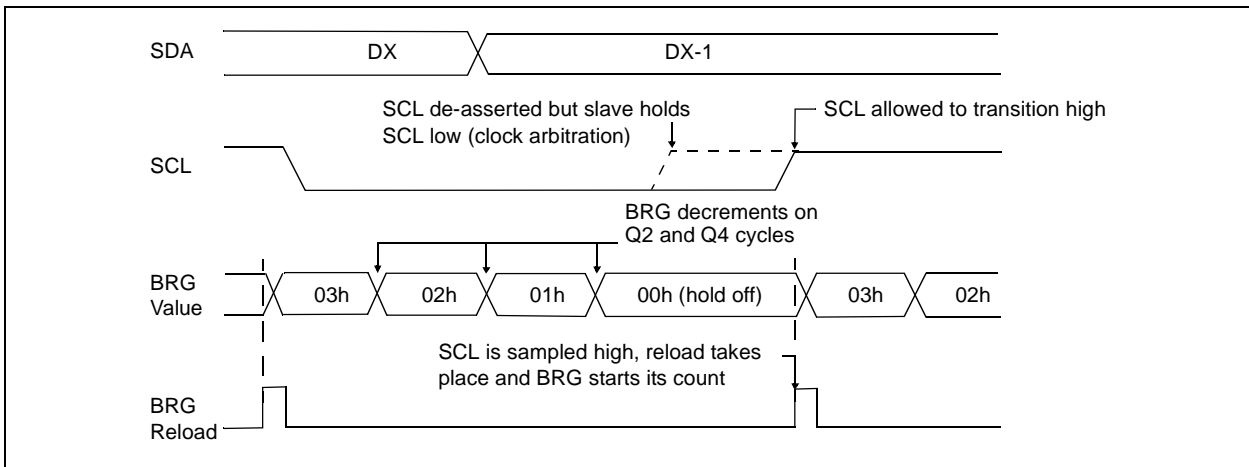 SDA
DX
DX-1
SCL de-asserted but slave holds
SCL low (clock arbitration)
SCL allowed to transition high
SCL
BRG decrements on
Q2 and Q4 cycles
BRG
Value
03h
02h
01h
00h (hold off)
03h
02h
SCL is sampled high, reload takes
place and BRG starts its count
BRG
Reload